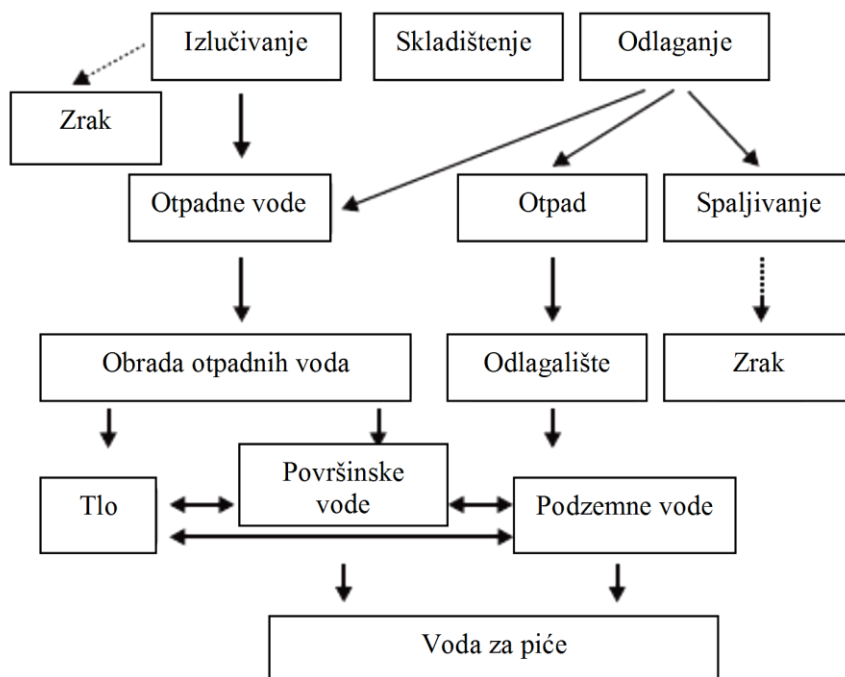 Izlučivanje
Skladištenje
Odlaganje
Zrak
Otpadne vode
Otpad
Spaljivanje
Obrada otpadnih voda
Odlagalište
Zrak
Tlo
Površinske
vode
Podzemne vode
Voda za piće